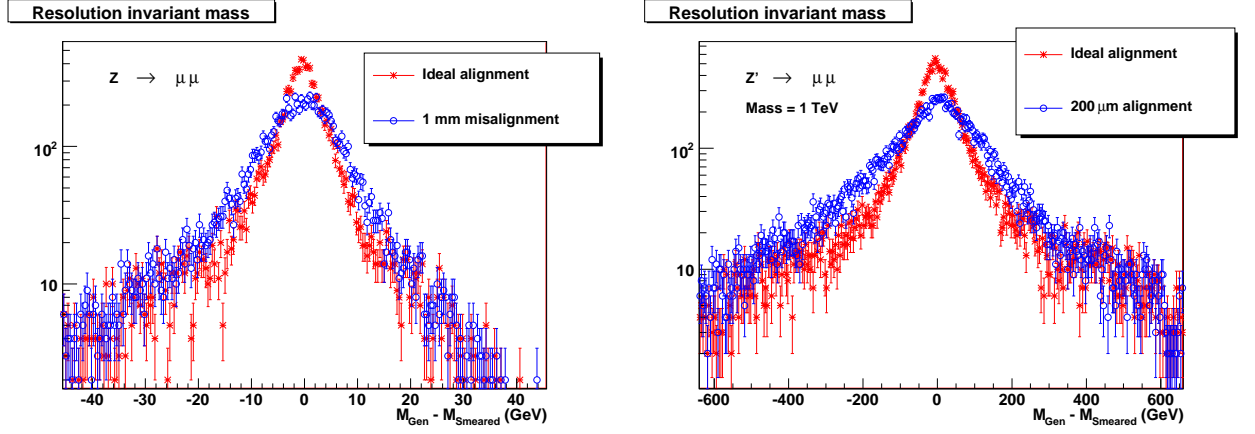 Resolution invariant mass
Z → μ μ
Ideal alignment
1 mm misalignment
10²
10
-40 -30 -20 -10 0 10 20 30 40
M_Gen - M_Smeared (GeV)
Resolution invariant mass
Z' → μ μ
Mass = 1 TeV
Ideal alignment
200 μm alignment
10²
10
-600 -400 -200 0 200 400 600
M_Gen - M_Smeared (GeV)